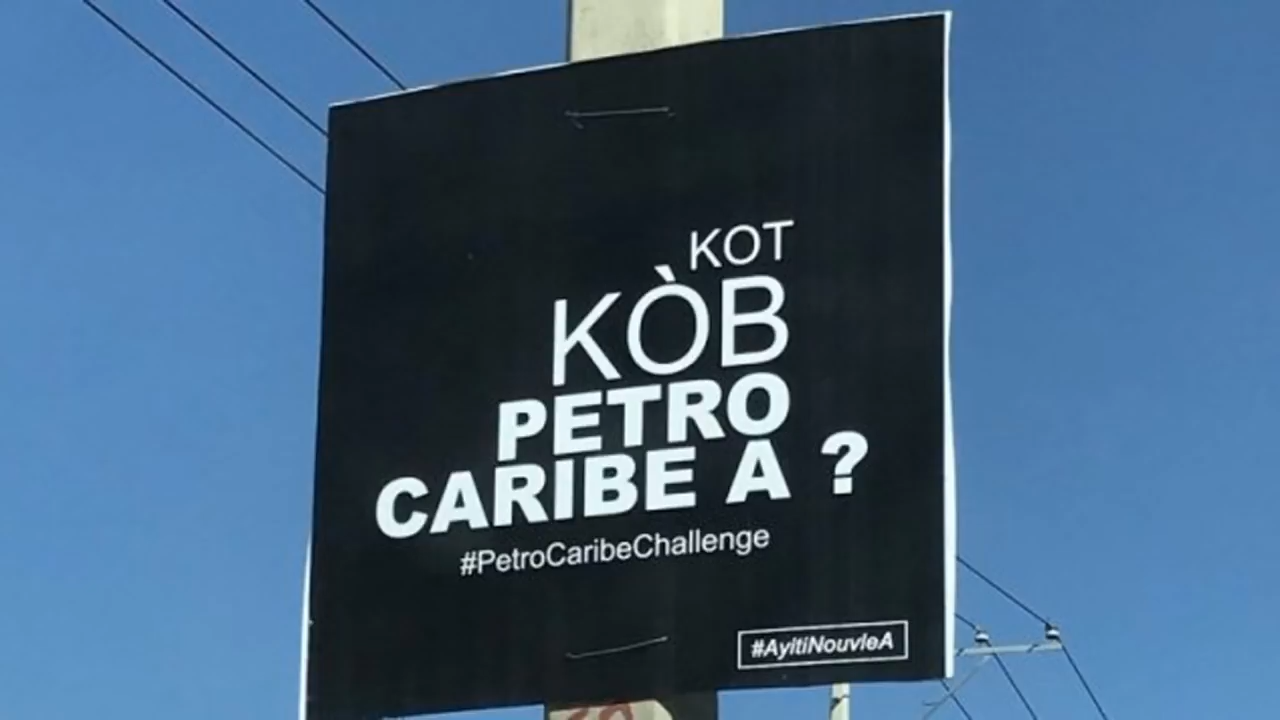 KOT
KÒB
PETRO
CARIBE A ?
#PetroCaribeChallenge
#AyitiNouvleA